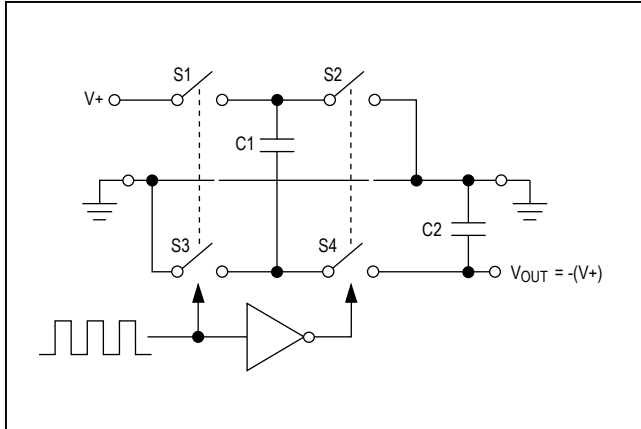 S1
S2
V+
C1
C2
S3
S4
VOUT = -(V+)